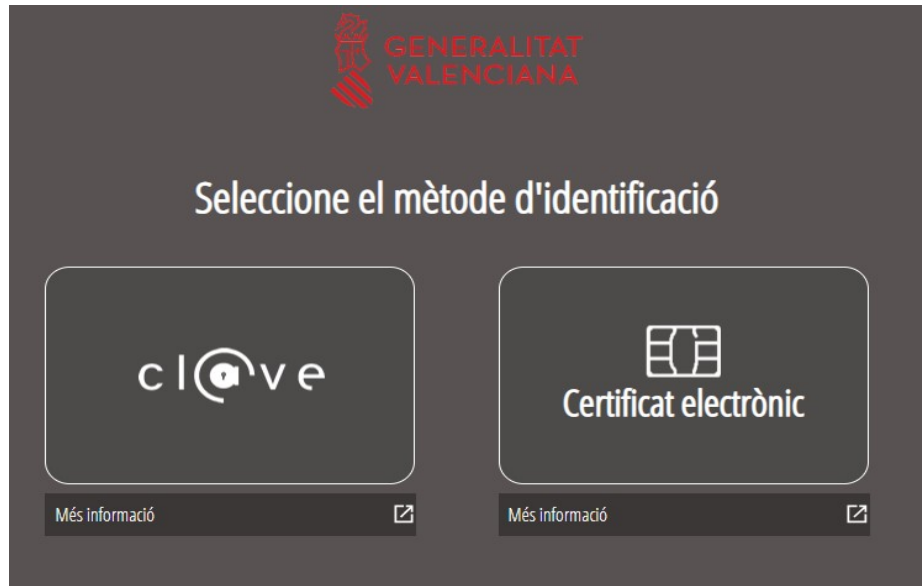 GENERALITAT
VALENCIANA
Seleccione el mètode d'identificació
cl@ve
Certificat electrònic
Més informació
Més informació